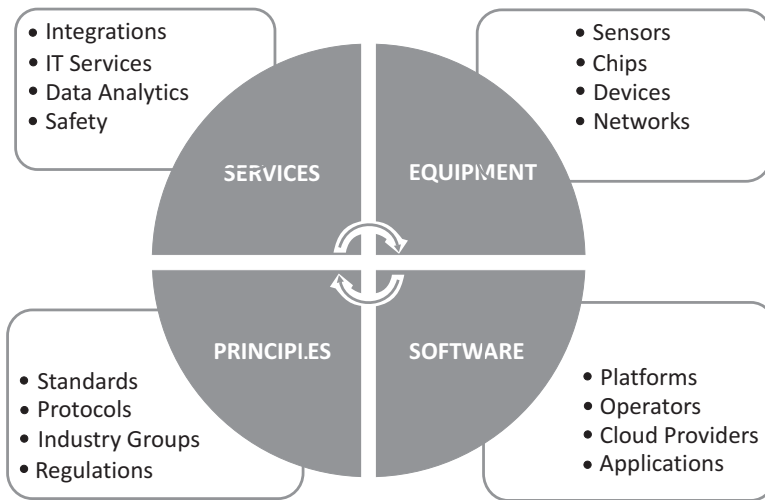 • Integrations
• IT Services
• Data Analytics
• Safety
• Sensors
• Chips
• Devices
• Networks
SERVICES
EQUIPMENT
PRINCIPLES
SOFTWARE
• Standards
• Protocols
• Industry Groups
• Regulations
• Platforms
• Operators
• Cloud Providers
• Applications